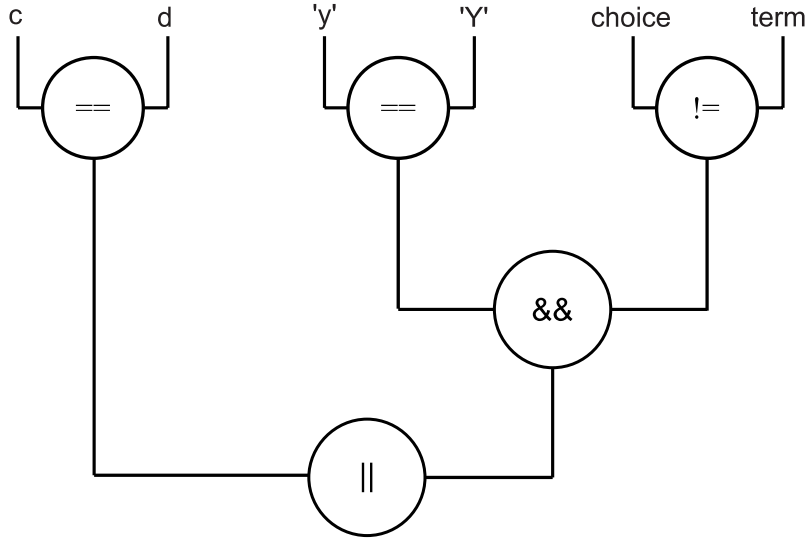 c d 'y' 'Y' choice term
== == !=
&&
||